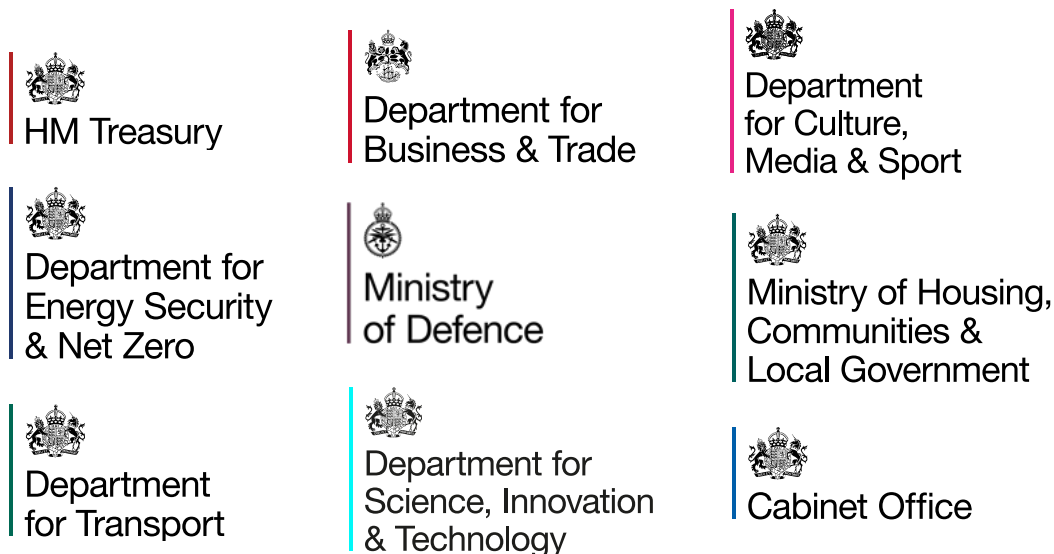 HM Treasury
Department for
Business & Trade
Department
for Culture,
Media & Sport
Department for
Energy Security
& Net Zero
Ministry
of Defence
Ministry of Housing,
Communities &
Local Government
Department
for Transport
Department for
Science, Innovation
& Technology
Cabinet Office